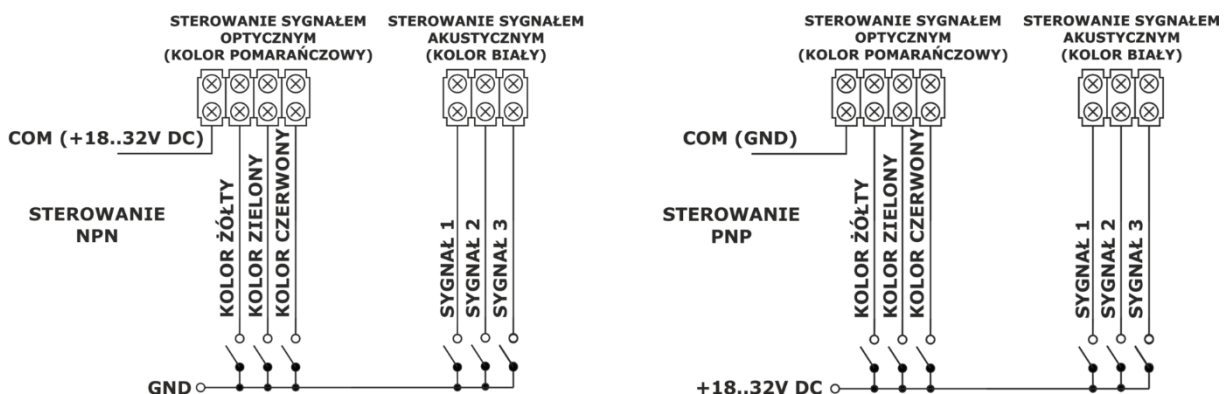 STEROWANIE SYGNAŁEM
OPTYCZNYM
(KOLOR POMARAŃCZOWY)
STEROWANIE SYGNAŁEM
AKUSTYCZNYM
(KOLOR BIAŁY)
COM (+18..32V DC)
STEROWANIE
NPN
KOLOR ŻÓŁTY
KOLOR ZIELONY
KOLOR CZERWONY
SYGNAŁ 1
SYGNAŁ 2
SYGNAŁ 3
GND
STEROWANIE SYGNAŁEM
OPTYCZNYM
(KOLOR POMARAŃCZOWY)
STEROWANIE SYGNAŁEM
AKUSTYCZNYM
(KOLOR BIAŁY)
COM (GND)
STEROWANIE
PNP
KOLOR ŻÓŁTY
KOLOR ZIELONY
KOLOR CZERWONY
SYGNAŁ 1
SYGNAŁ 2
SYGNAŁ 3
+18..32V DC